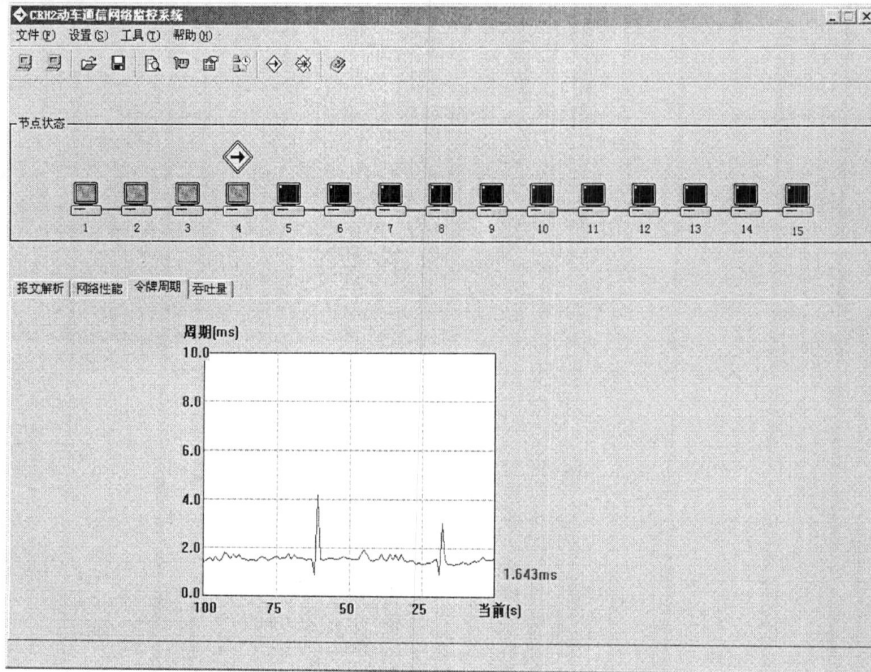 CRH2动车通信网络监控系统
文件(F) 设置(S) 工具(T) 帮助(H)
节点状态
1 2 3 4 5 6 7 8 9 10 11 12 13 14 15
报文解析 网络性能 令牌周期 吞吐量
周期[ms]
10.0
8.0
6.0
4.0
2.0
1.643ms
0.0
100 75 50 25 当前[s]